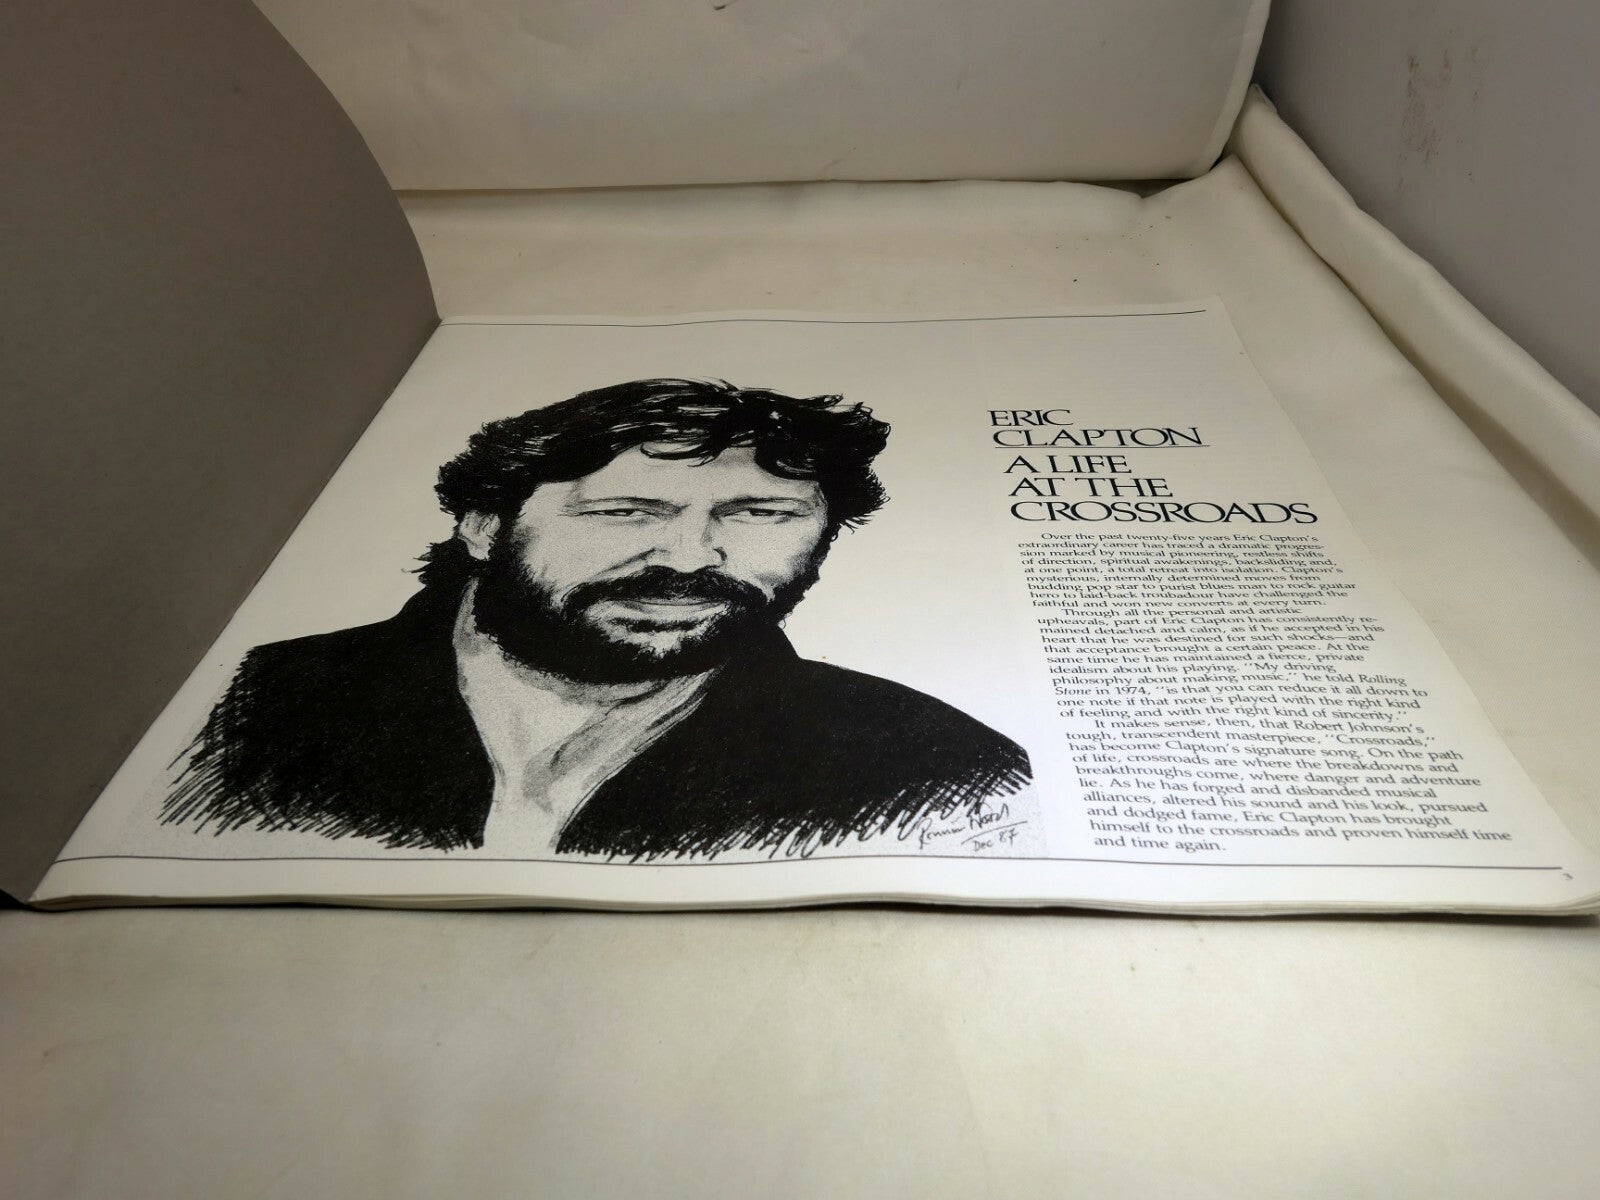 ERIC
CLAPTON
A LIFE
AT THE
CROSSROADS
Over the past twenty-five years Eric Clapton's
extraordinary career has traced a dramatic progres-
sion marked by musical pioneering, restless shifts
of direction, spiritual awakenings, backsliding and,
at one point, a total retreat into isolation. Clapton's
mysterious, internally determined moves from
budding pop star to purist blues man to rock guitar
hero to laid-back troubadour have challenged the
faithful and won new converts at every turn.
Through all the personal and artistic
upheavals, part of Eric Clapton has consistently re-
mained detached and calm, as if he accepted in his
heart that he was destined for such shocks—and
that acceptance brought a certain peace. At the
same time he has maintained a fierce, private
idealism about his playing. "My driving
philosophy about making music," he told Rolling
Stone in 1974, "is that you can reduce it all down to
one note if that note is played with the right kind
of feeling and with the right kind of sincerity."
It makes sense, then, that Robert Johnson's
tough, transcendent masterpiece, "Crossroads,"
has become Clapton's signature song. On the path
of life, crossroads are where the breakdowns and
breakthroughs come, where danger and adventure
lie. As he has forged and disbanded musical
alliances, altered his sound and his look, pursued
and dodged fame, Eric Clapton has brought
himself to the crossroads and proven himself time
and time again.
Ronnie Wood
Dec 87
3